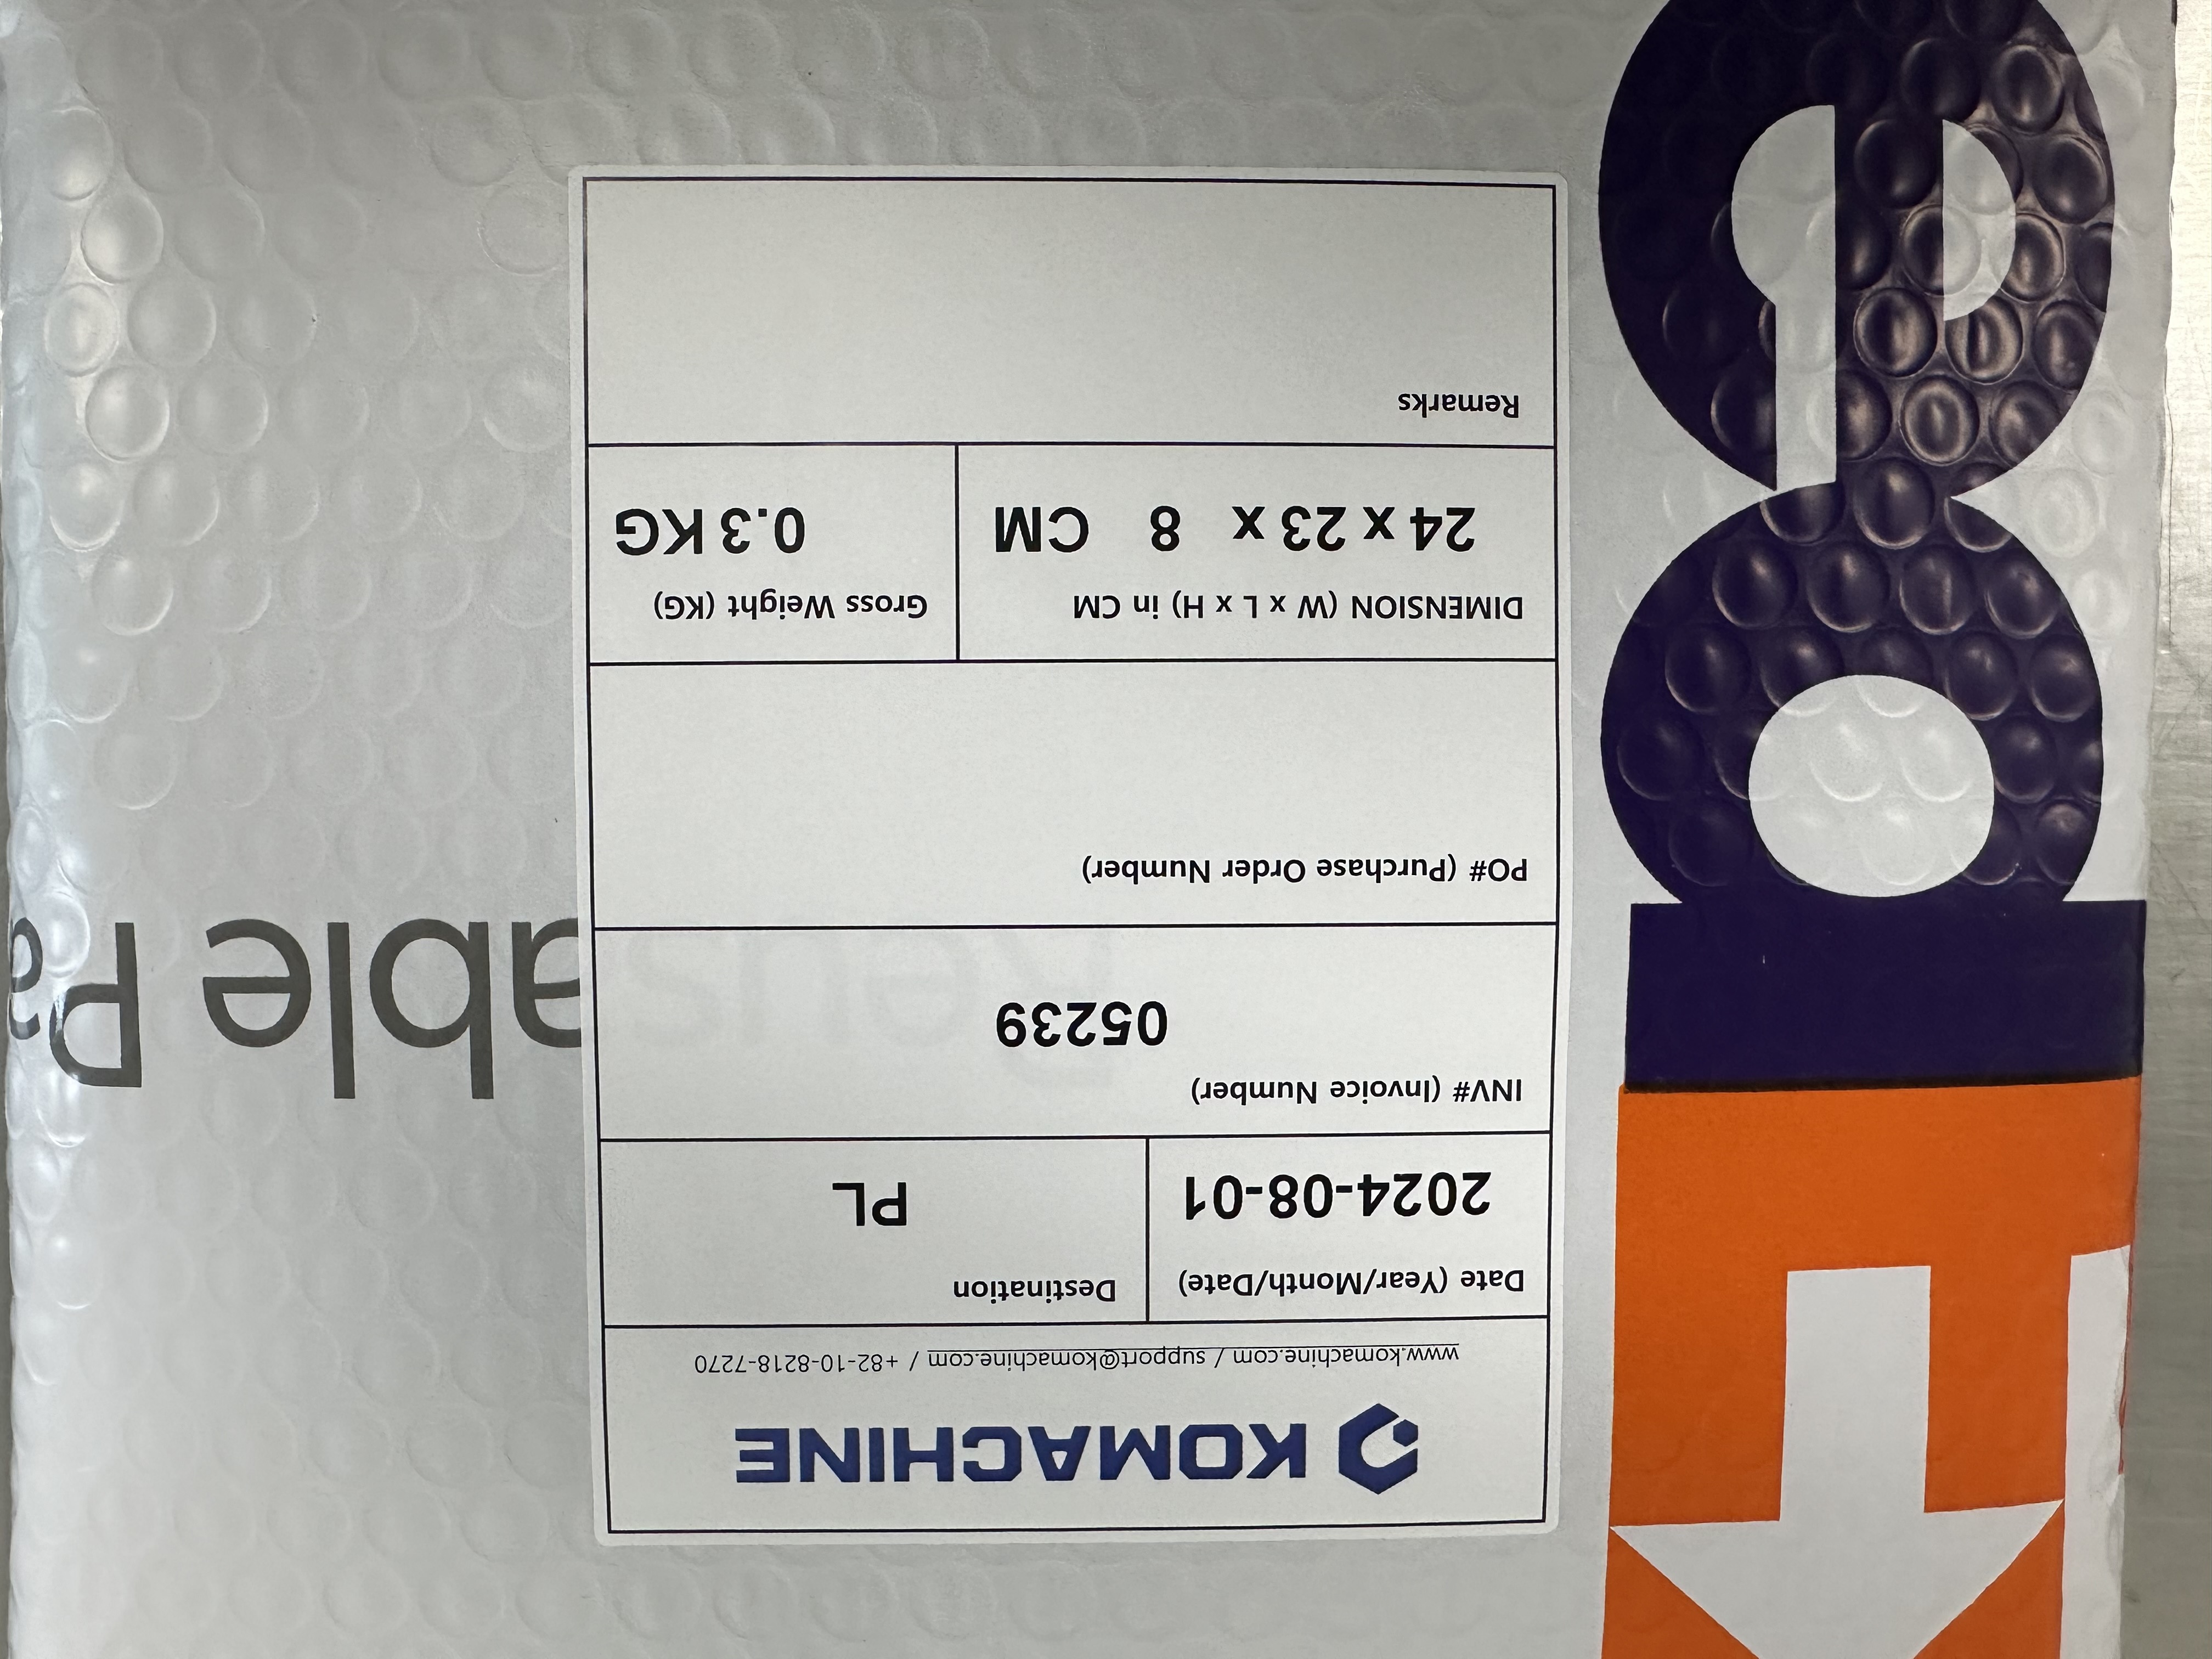 KOMACHINE
www.komachine.com / support@komachine.com / +82-10-8218-7270
Date (Year/Month/Date)
2024-08-01
Destination
PL
INV# (Invoice Number)
05239
PO# (Purchase Order Number)
DIMENSION (W x L x H) in CM
24 x 23 x 8 CM
Gross Weight (KG)
0.3 KG
Remarks
able Pa